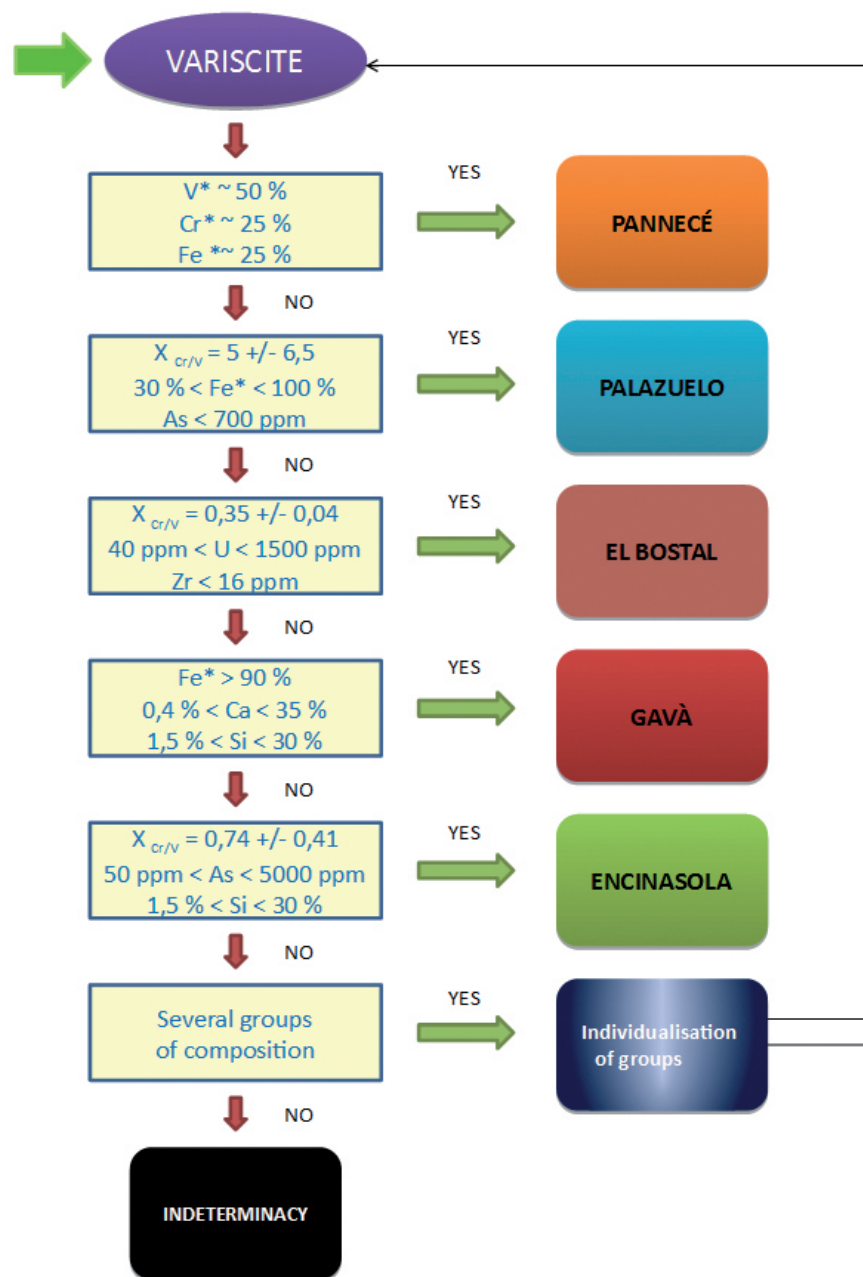 VARISCITE
V* ~ 50 %
Cr* ~ 25 %
Fe *~ 25 %
YES
PANNECÉ
NO
X cr/v = 5 +/- 6,5
30 % < Fe* < 100 %
As < 700 ppm
YES
PALAZUELO
NO
X cr/v = 0,35 +/- 0,04
40 ppm < U < 1500 ppm
Zr < 16 ppm
YES
EL BOSTAL
NO
Fe* > 90 %
0,4 % < Ca < 35 %
1,5 % < Si < 30 %
YES
GAVÀ
NO
X cr/v = 0,74 +/- 0,41
50 ppm < As < 5000 ppm
1,5 % < Si < 30 %
YES
ENCINASOLA
NO
Several groups
of composition
YES
Individualisation
of groups
NO
INDETERMINACY